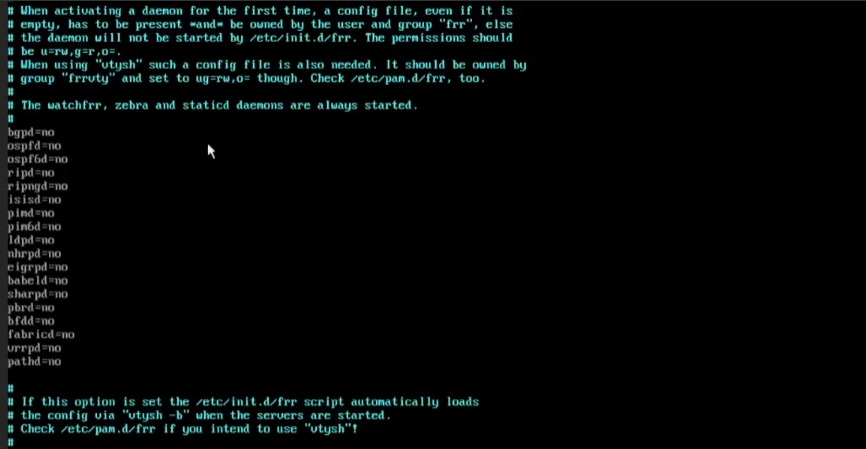 # When activating a daemon for the first time, a config file, even if it is
# empty, has to be present *and* be owned by the user and group "frr", else
# the daemon will not be started by /etc/init.d/frr. The permissions should
# be u=rw,g=r,o=.
# When using "vtysh" such a config file is also needed. It should be owned by
# group "frrvty" and set to ug=rw,o= though. Check /etc/pam.d/frr, too.
#
# The watchfrr, zebra and staticd daemons are always started.
#
bgpd=no
ospfd=no
ospf6d=no
ripd=no
ripngd=no
isisd=no
pimd=no
pim6d=no
ldpd=no
nhrpd=no
eigrpd=no
babeld=no
sharpd=no
pbrd=no
bfdd=no
fabricd=no
vrrpd=no
pathd=no
#
# If this option is set the /etc/init.d/frr script automatically loads
# the config via "vtysh -b" when the servers are started.
# Check /etc/pam.d/frr if you intend to use "vtysh"!
#